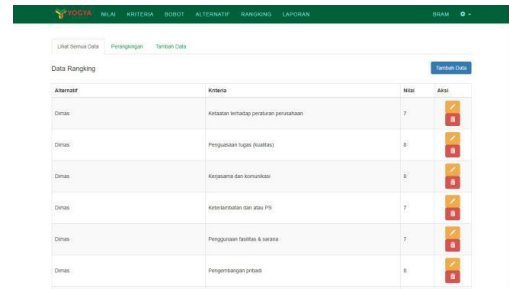 YOGYA NILAI KRITERIA BOBOT ALTERNATIF RANGKING LAPORAN BRAM
Lihat Semua Data Perangkingan Tambah Data
Data Rangking Tambah Data
Alternatif Kriteria Nilai Aksi
Dimas Ketaatan terhadap peraturan perusahaan 7
Dimas Penguasaan tugas (kualitas) 8
Dimas Kerjasama dan komunikasi 8
Dimas Keterlambatan dan atau PS 7
Dimas Penggunaan fasilitas & sarana 7
Dimas Pengembangan pribadi 8